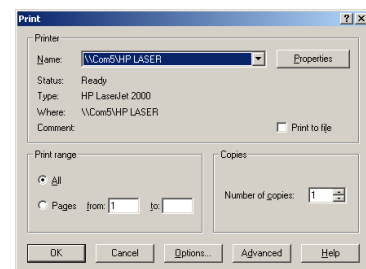 Print
Printer
Name: \\Com5\HP LASER Properties
Status: Ready
Type: HP LaserJet 2000
Where: \\Com5\HP LASER
Comment: Print to file
Print range
All
Pages from: 1 to:
Copies
Number of copies: 1
OK Cancel Options... Advanced Help